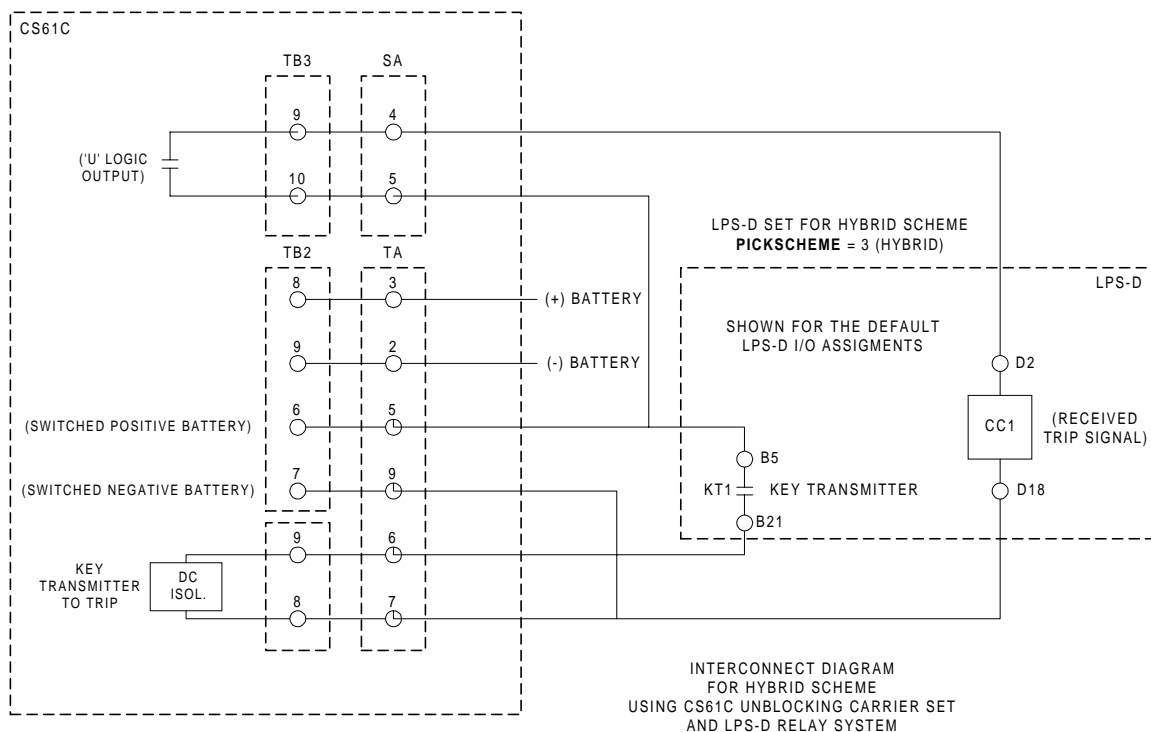 CS61C
TB3 SA
9 4
('U' LOGIC
OUTPUT)
10 5
LPS-D SET FOR HYBRID SCHEME
PICKSCHEME = 3 (HYBRID)
TB2 TA
LPS-D
8 3 (+) BATTERY
SHOWN FOR THE DEFAULT
LPS-D I/O ASSIGMENTS
9 2 (-) BATTERY
D2
(SWITCHED POSITIVE BATTERY) 6 5
CC1 (RECEIVED
TRIP SIGNAL)
B5
(SWITCHED NEGATIVE BATTERY) 7 9
KT1 KEY TRANSMITTER
D18
B21
9 6
KEY
TRANSMITTER
TO TRIP
DC
ISOL.
8 7
INTERCONNECT DIAGRAM
FOR HYBRID SCHEME
USING CS61C UNBLOCKING CARRIER SET
AND LPS-D RELAY SYSTEM